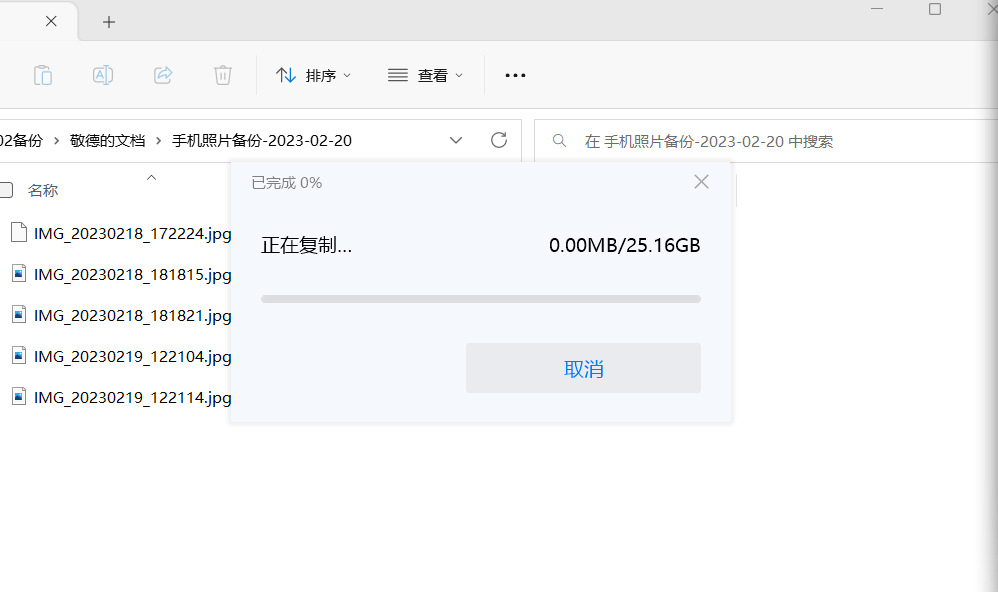 排序
查看
02备份 > 敬德的文档 > 手机照片备份-2023-02-20
在 手机照片备份-2023-02-20 中搜索
已完成 0%
名称
IMG_20230218_172224.jpg
正在复制...
0.00MB/25.16GB
IMG_20230218_181815.jpg
IMG_20230218_181821.jpg
IMG_20230219_122104.jpg
取消
IMG_20230219_122114.jpg